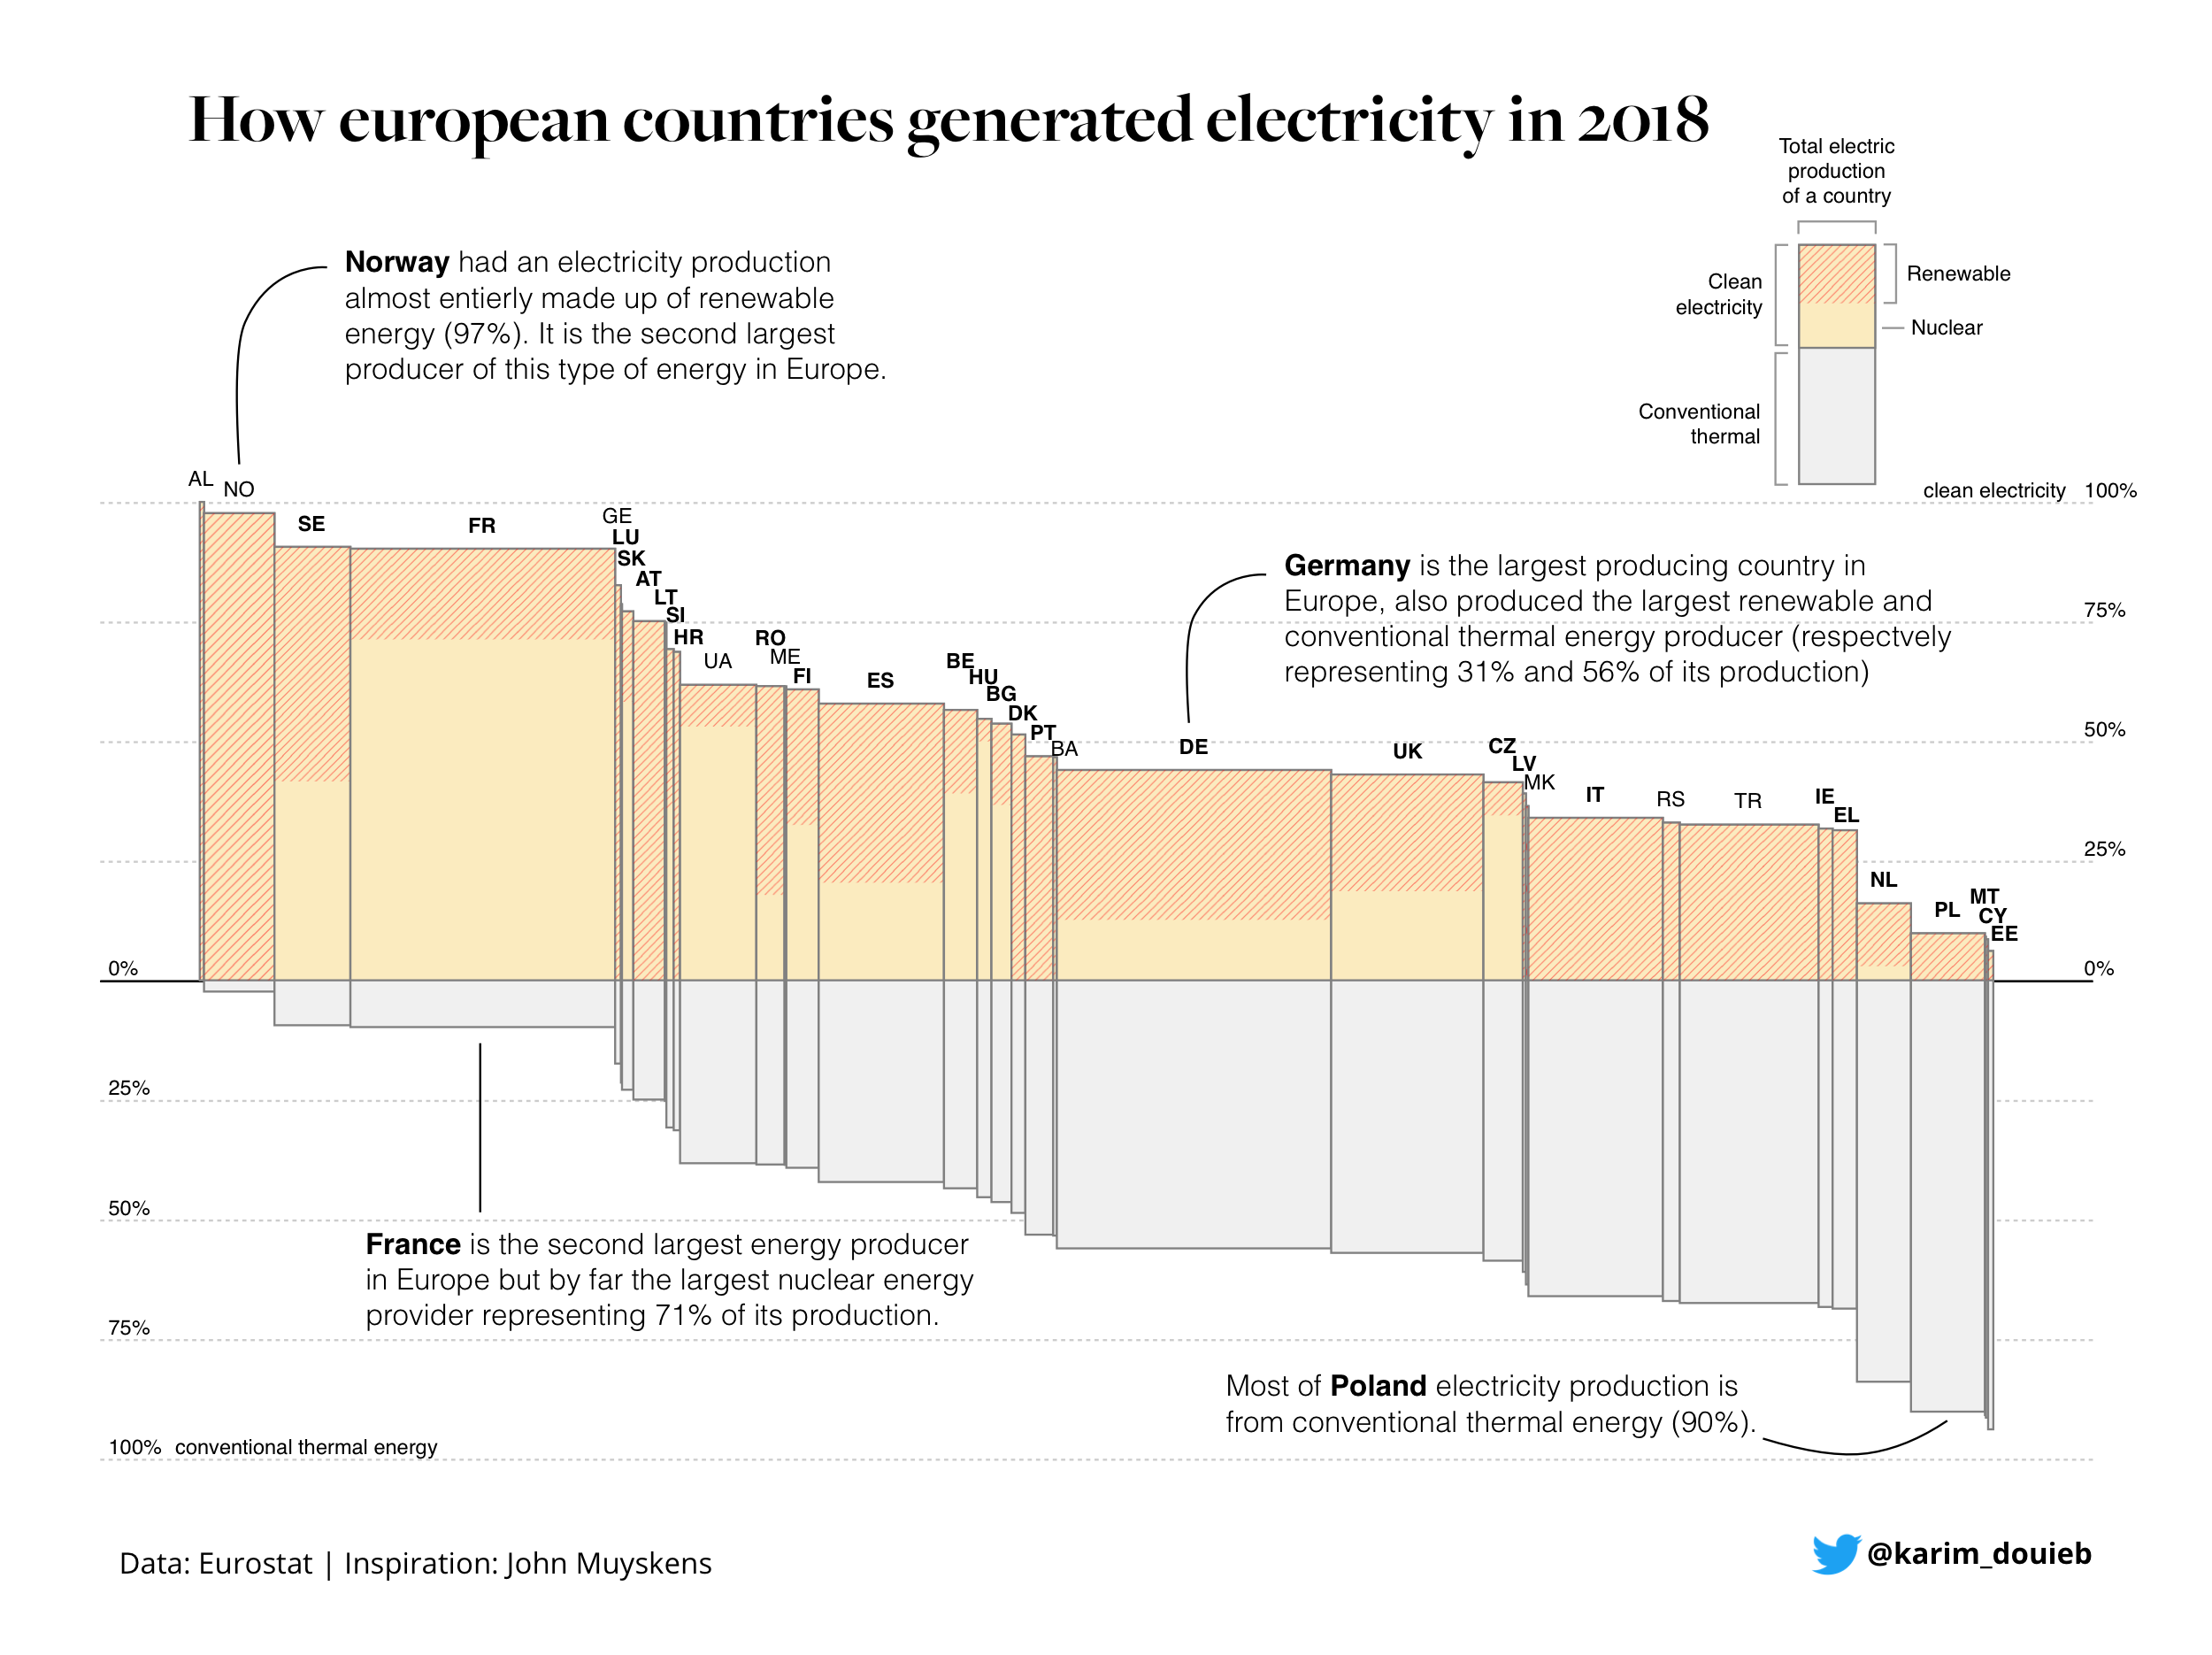 How european countries generated electricity in 2018
Total electric
production
of a country
Clean
electricity
Renewable
Nuclear
Conventional
thermal
Norway had an electricity production
almost entierly made up of renewable
energy (97%). It is the second largest
producer of this type of energy in Europe.
clean electricity 100%
AL
NO
SE
FR
GE
LU
SK
AT
LT
SI
HR
UA
RO
ME
FI
ES
BE
HU
BG
DK
PT
BA
Germany is the largest producing country in
Europe, also produced the largest renewable and
conventional thermal energy producer (respectvely
representing 31% and 56% of its production)
DE
UK
CZ
LV
MK
IT
RS
TR
IE
EL
NL
PL
MT
CY
EE
75%
50%
25%
0%
0%
25%
50%
75%
100% conventional thermal energy
France is the second largest energy producer
in Europe but by far the largest nuclear energy
provider representing 71% of its production.
Most of Poland electricity production is
from conventional thermal energy (90%).
Data: Eurostat | Inspiration: John Muyskens
@karim_douieb